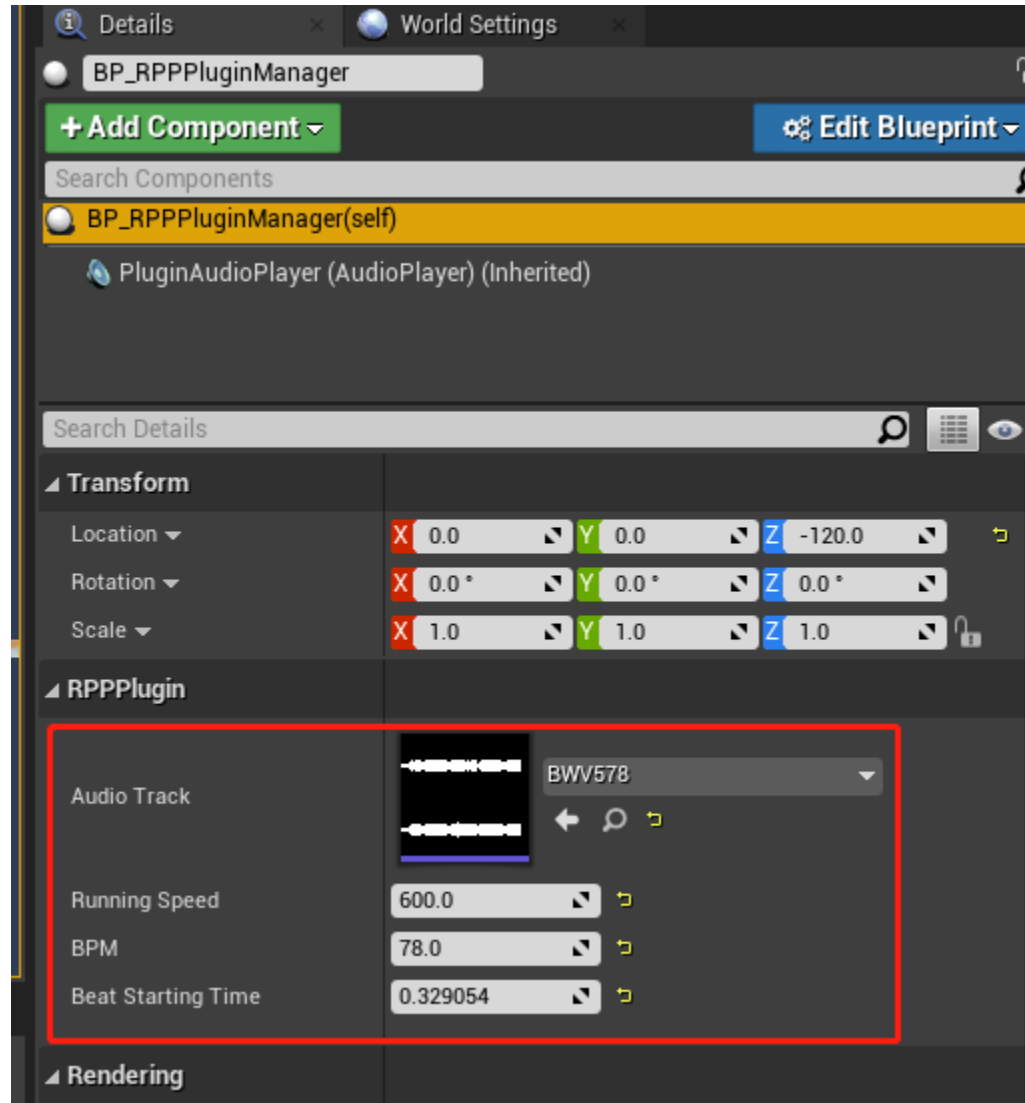 Details
World Settings
BP_RPPPluginManager
+ Add Component
Edit Blueprint
Search Components
BP_RPPPluginManager(self)
PluginAudioPlayer (AudioPlayer) (Inherited)
Search Details
Transform
Location X 0.0 Y 0.0 Z -120.0
Rotation X 0.0 ° Y 0.0 ° Z 0.0 °
Scale X 1.0 Y 1.0 Z 1.0
RPPPlugin
Audio Track BWV578
Running Speed 600.0
BPM 78.0
Beat Starting Time 0.329054
Rendering